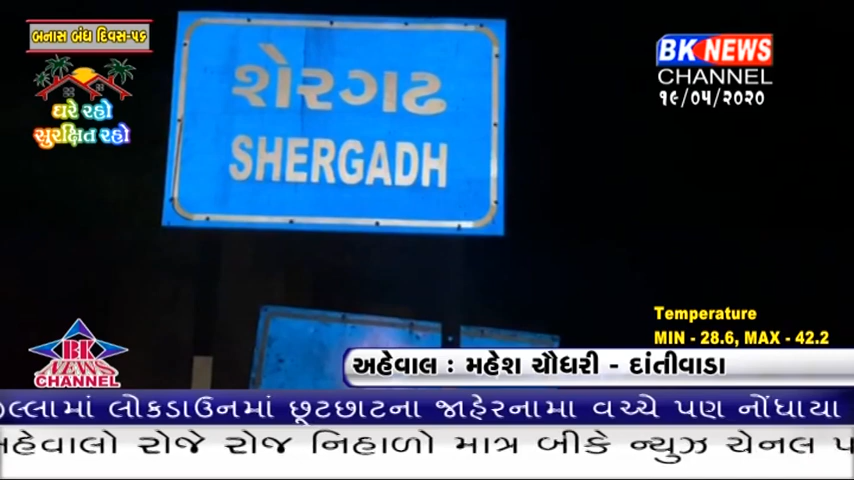 બનાસ બંધ દિવસ-૫૬
ઘરે રહો
સુરક્ષિત રહો
BK NEWS
CHANNEL
૧૯/૦૫/૨૦૨૦
શેરગઢ
SHERGADH
Temperature
MIN - 28.6, MAX - 42.2
BK
NEWS
CHANNEL
અહેવાલ : મહેશ ચૌધરી - દાંતીવાડા
લ્લામાં લોકડાઉનમાં છૂટછાટના જાહેરનામા વચ્ચે પણ નોંધાયા
અહેવાલો રોજે રોજ નિહાળો માત્ર બીકે ન્યુઝ ચેનલ પ